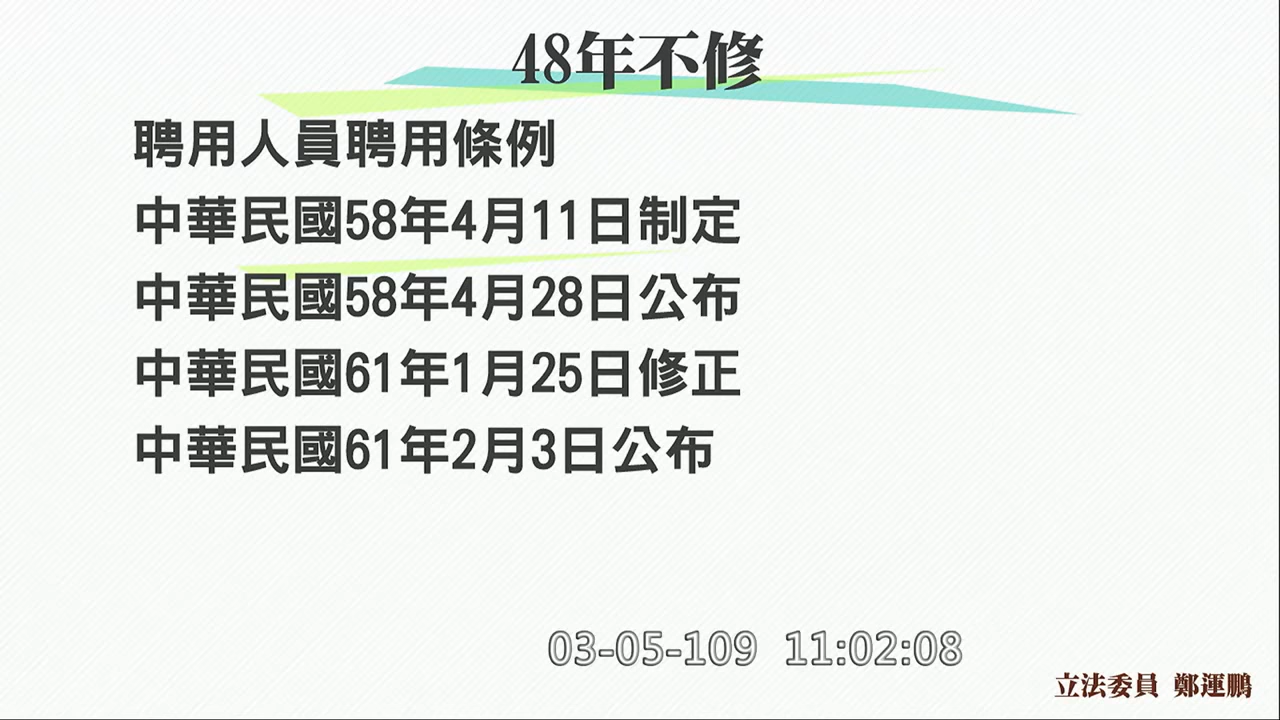 48年不修
聘用人員聘用條例
中華民國58年4月11日制定
中華民國58年4月28日公布
中華民國61年1月25日修正
中華民國61年2月3日公布
03-05-109 11:02:08
立法委員 鄭運鵬